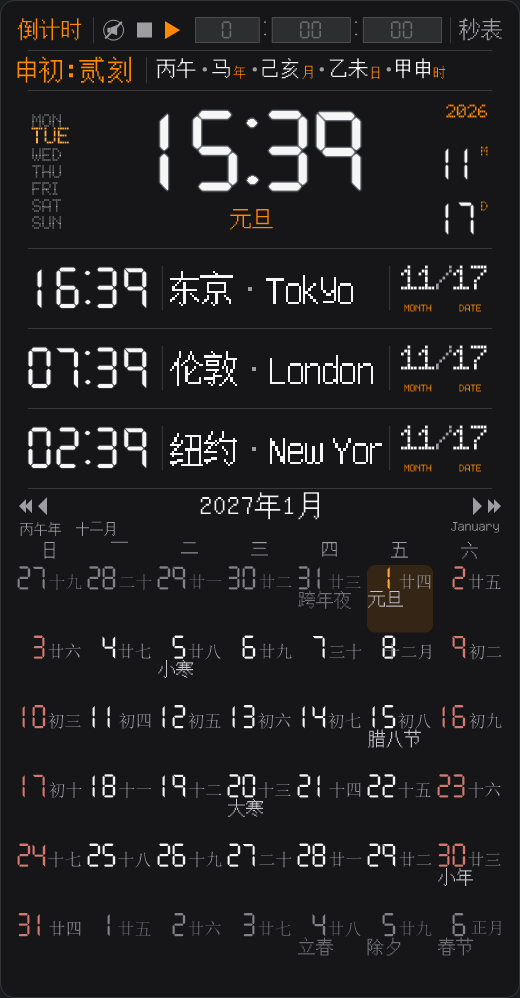 倒计时 0 : 00 : 00 秒表
申初:贰刻 丙午·马年·己亥月·乙未日·甲申时
MON
TUE
WED
THU
FRI
SAT
SUN
15:39
元旦
2026
11 M
17 D
16:39 东京 · Tokyo 11/17
MONTH DATE
07:39 伦敦 · London 11/17
MONTH DATE
02:39 纽约 · New Yor 11/17
MONTH DATE
2027年1月
丙午年 十二月 January
日 一 二 三 四 五 六
27十九 28二十 29廿一 30廿二 31廿三 1廿四 2廿五
跨年夜 元旦
3廿六 4廿七 5廿八 6廿九 7三十 8十二月 9初二
小寒
10初三 11初四 12初五 13初六 14初七 15初八 16初九
腊八节
17初十 18十一 19十二 20十三 21十四 22十五 23十六
大寒
24十七 25十八 26十九 27二十 28廿一 29廿二 30廿三
小年
31廿四 1廿五 2廿六 3廿七 4廿八 5廿九 6正月
立春 除夕 春节